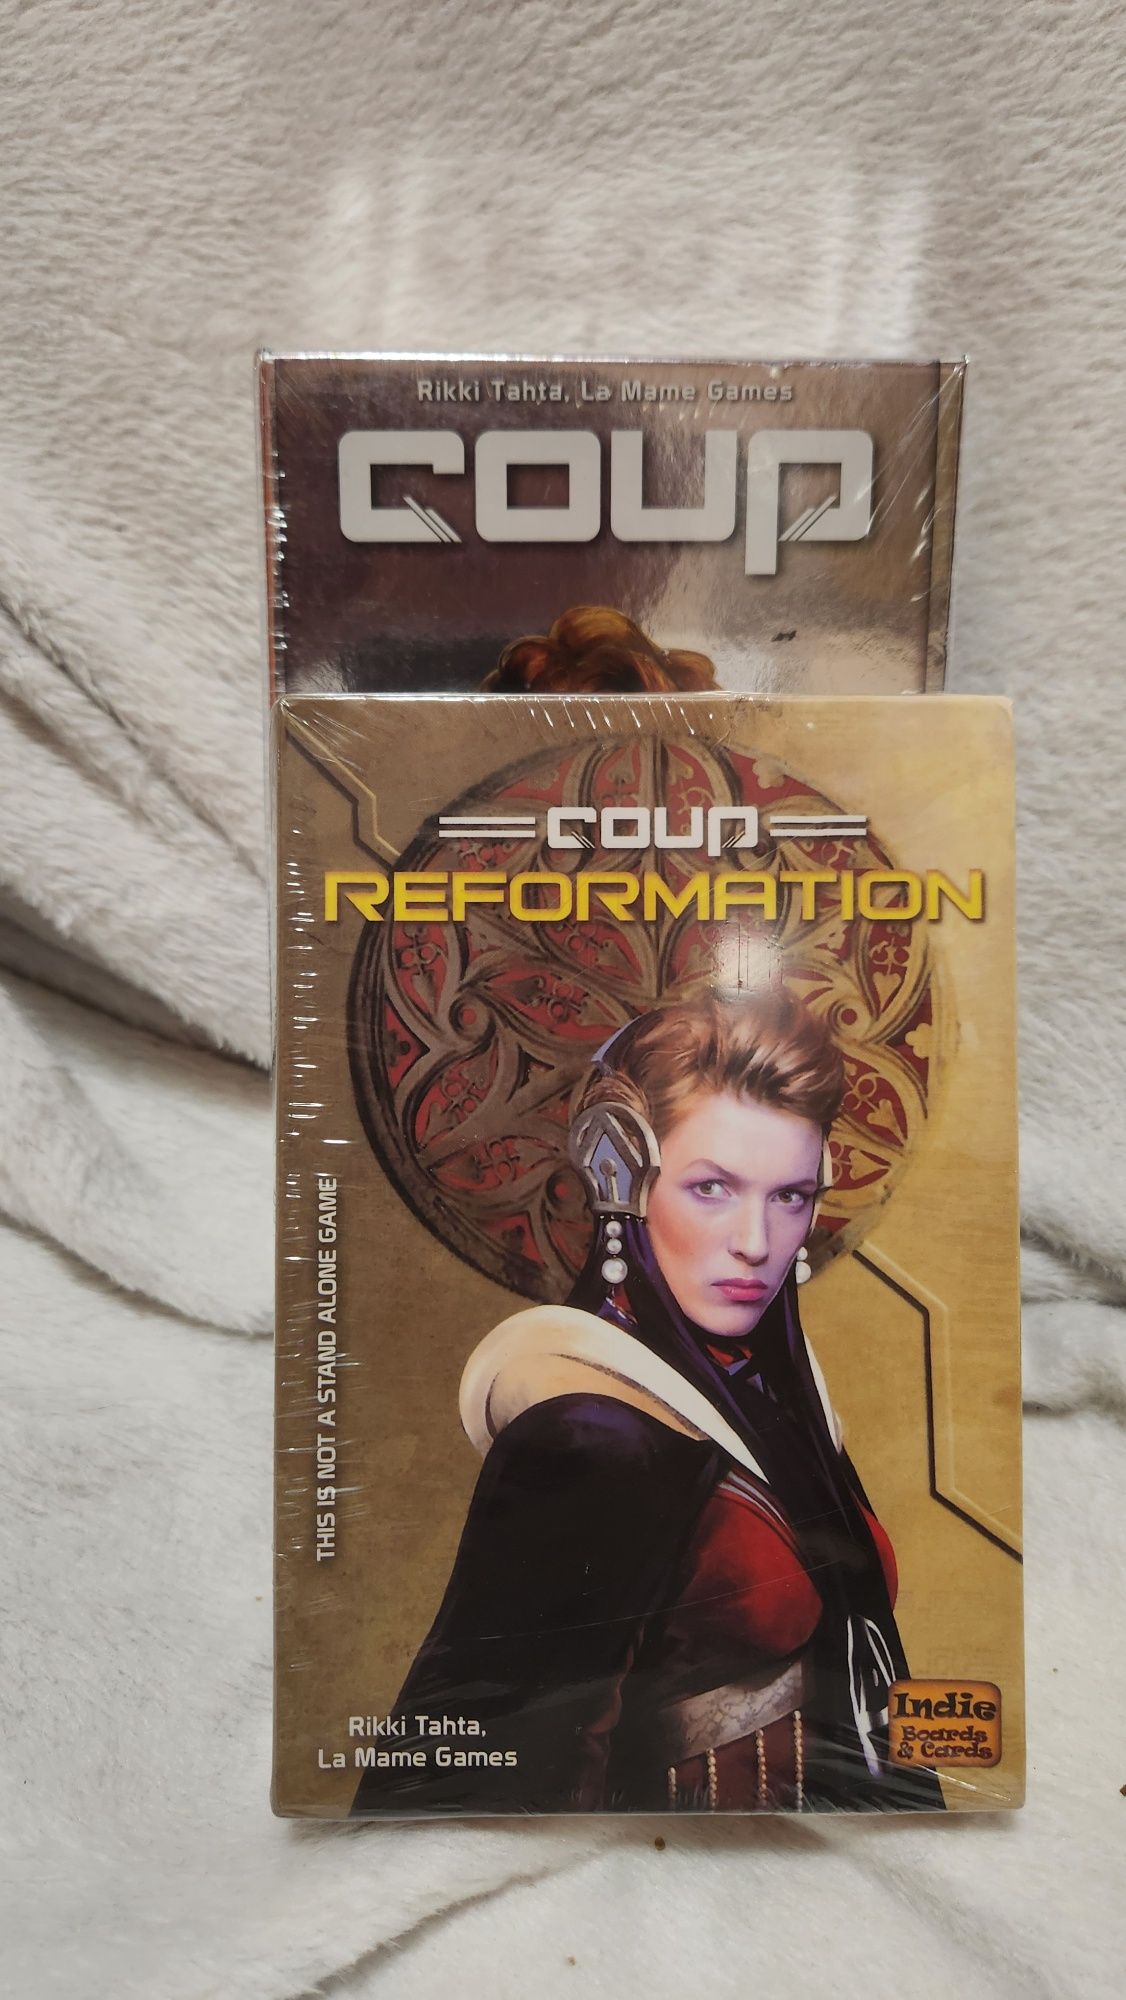 Rikki Tahta, La Mame Games
COUP
COUP
REFORMATION
THIS IS NOT A STAND ALONE GAME!
Rikki Tahta,
La Mame Games
Indie
Boards
& Cards